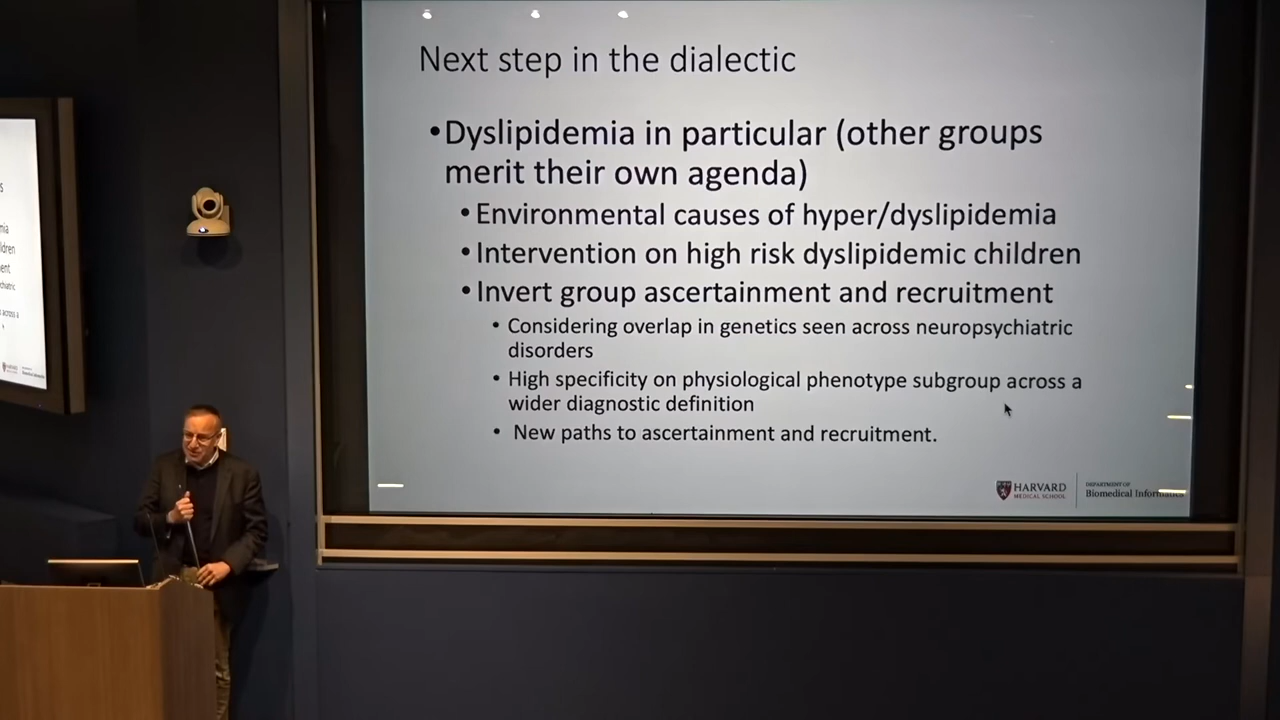 Next step in the dialectic
•Dyslipidemia in particular (other groups
merit their own agenda)
•Environmental causes of hyper/dyslipidemia
•Intervention on high risk dyslipidemic children
•Invert group ascertainment and recruitment
• Considering overlap in genetics seen across neuropsychiatric
disorders
• High specificity on physiological phenotype subgroup across a
wider diagnostic definition
• New paths to ascertainment and recruitment.
HARVARD
MEDICAL SCHOOL
DEPARTMENT OF
Biomedical Informatics